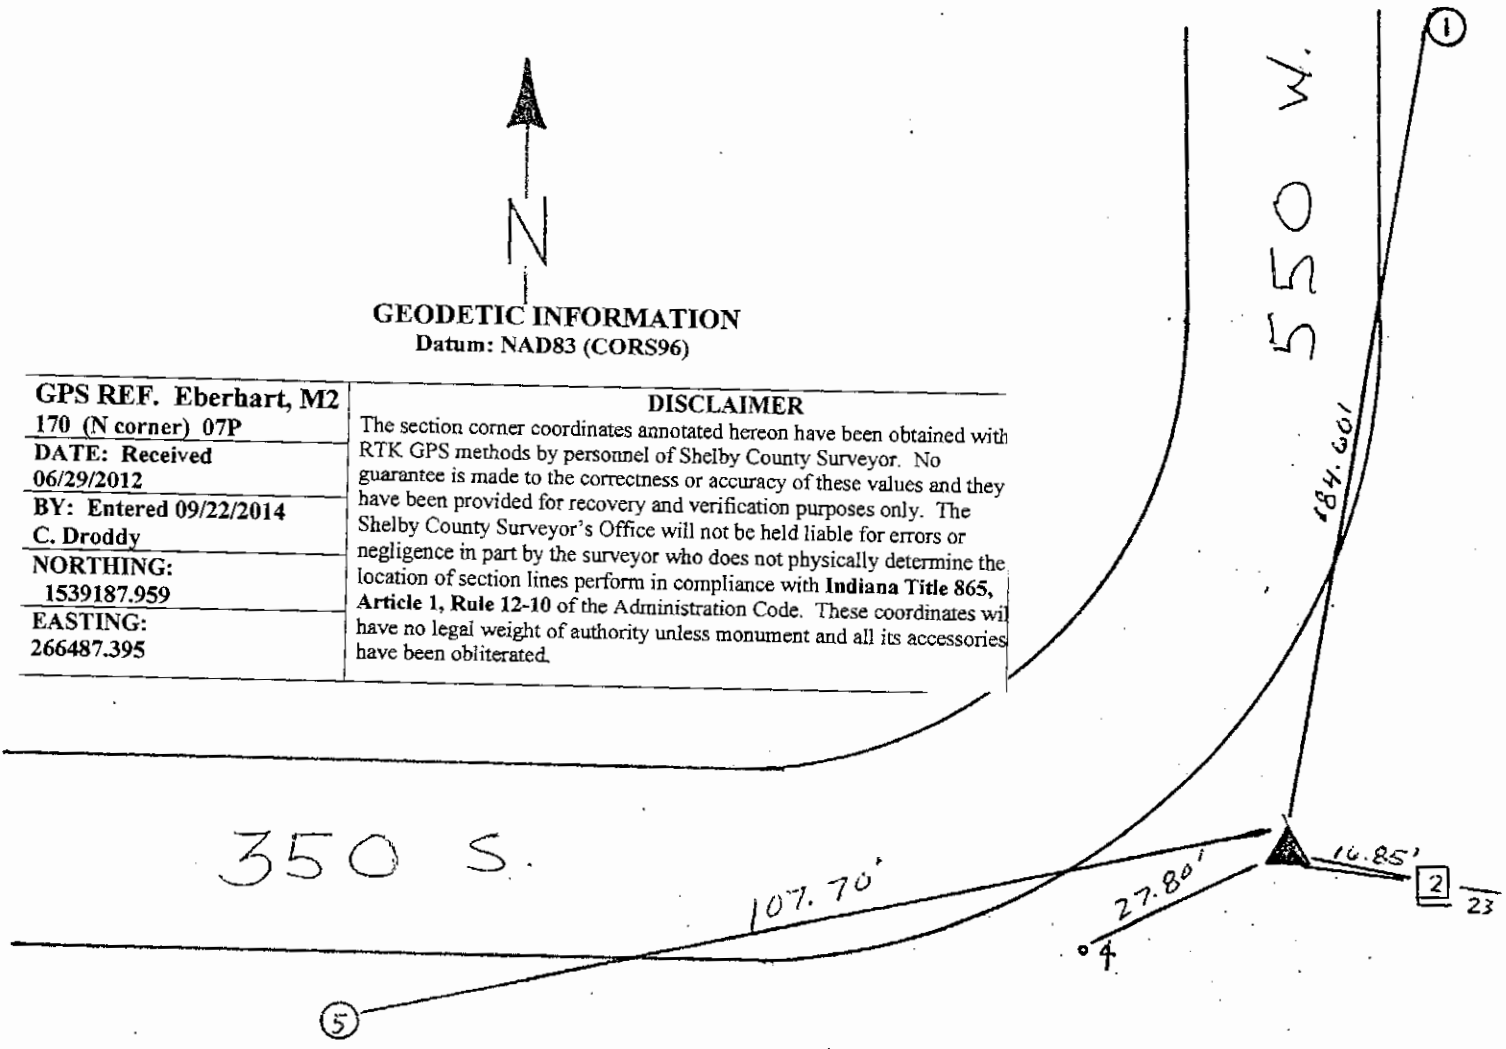 1
550 W.
N
GEODETIC INFORMATION
Datum: NAD83 (CORS96)
GPS REF. Eberhart, M2
170 (N corner) 07P
DATE: Received
06/29/2012
BY: Entered 09/22/2014
C. Droddy
NORTHING:
1539187.959
EASTING:
266487.395
DISCLAIMER
The section corner coordinates annotated hereon have been obtained with
RTK GPS methods by personnel of Shelby County Surveyor. No
guarantee is made to the correctness or accuracy of these values and they
have been provided for recovery and verification purposes only. The
Shelby County Surveyor's Office will not be held liable for errors or
negligence in part by the surveyor who does not physically determine the
location of section lines perform in compliance with Indiana Title 865,
Article 1, Rule 12-10 of the Administration Code. These coordinates wil
have no legal weight of authority unless monument and all its accessories
have been obliterated.
184.60'
350 S.
107.70'
27.80'
16.85'
2
23
4
5